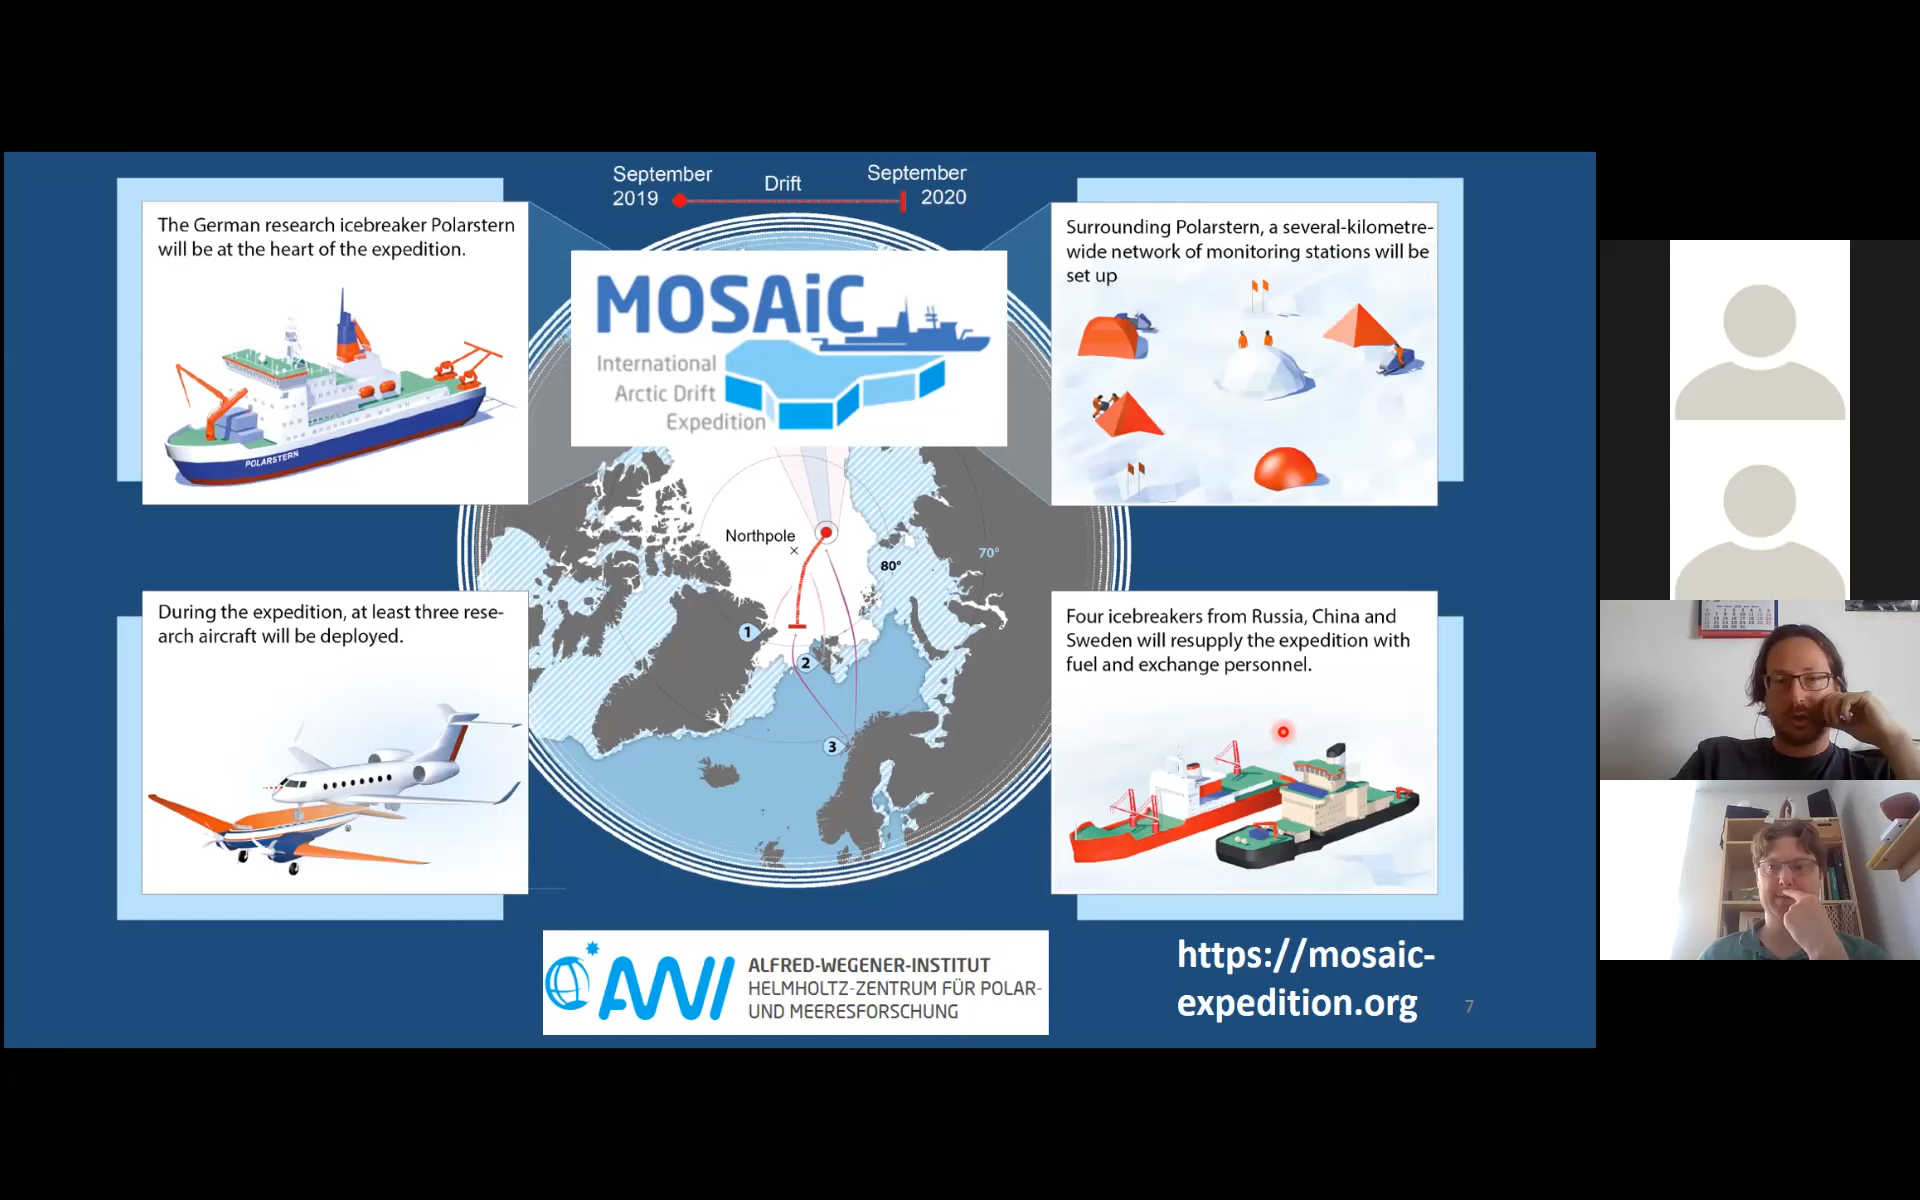 September
2019
Drift
September
2020
The German research icebreaker Polarstern
will be at the heart of the expedition.
POLARSTERN
MOSAiC
International
Arctic Drift
Expedition
Surrounding Polarstern, a several-kilometre-
wide network of monitoring stations will be
set up
Northpole
70°
80°
1
2
3
During the expedition, at least three rese-
arch aircraft will be deployed.
Four icebreakers from Russia, China and
Sweden will resupply the expedition with
fuel and exchange personnel.
AWI
ALFRED-WEGENER-INSTITUT
HELMHOLTZ-ZENTRUM FÜR POLAR-
UND MEERESFORSCHUNG
https://mosaic-
expedition.org
7